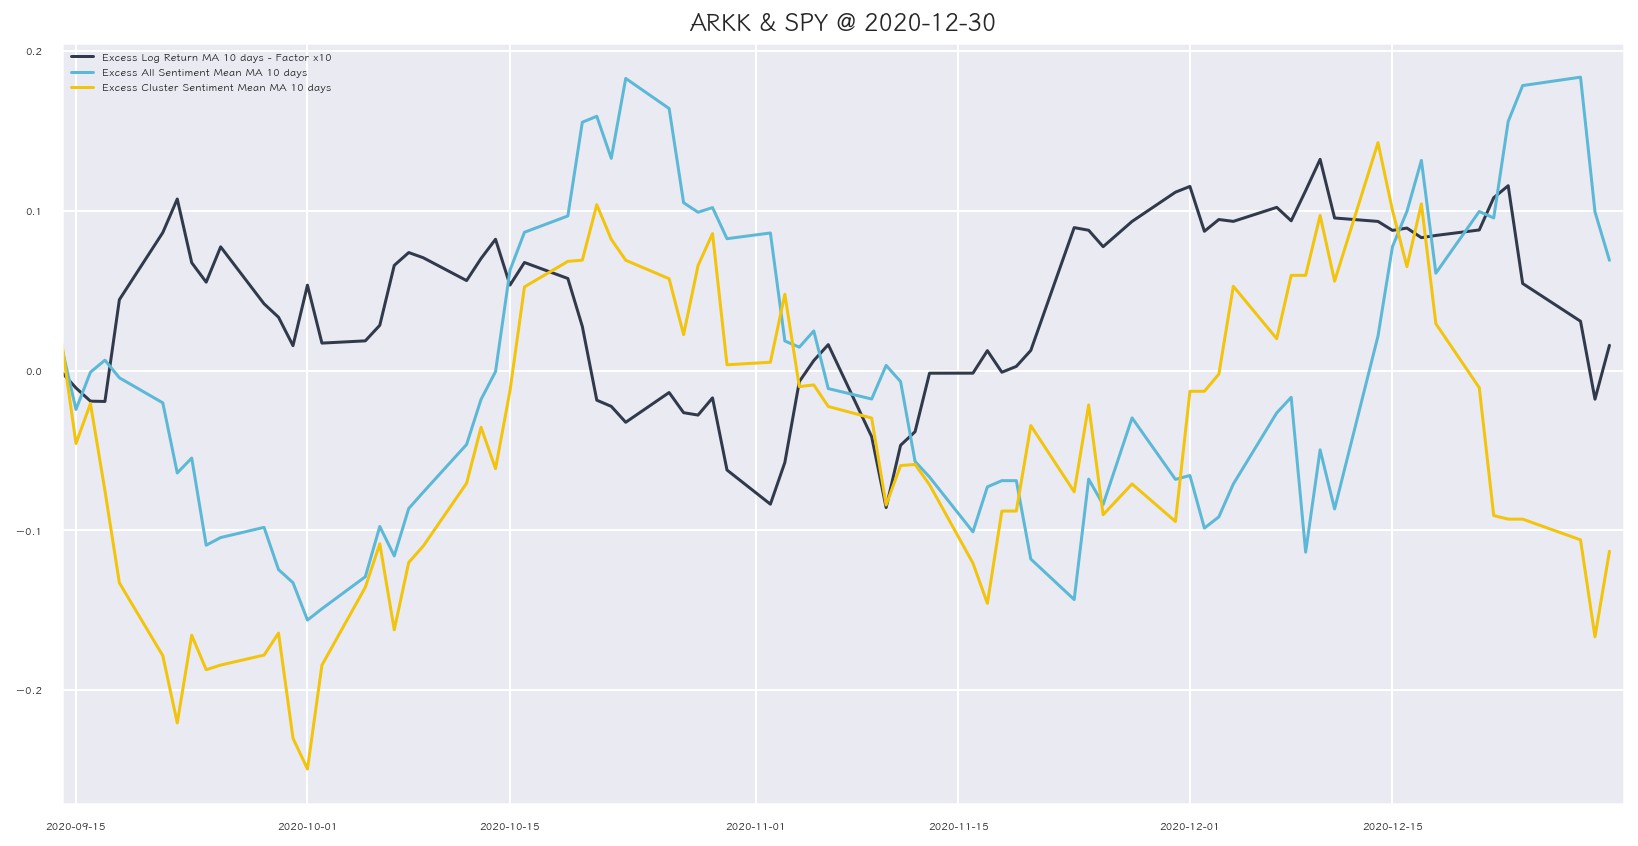 ARKK & SPY @ 2020-12-30
Excess Log Return MA 10 days - Factor x10
Excess All Sentiment Mean MA 10 days
Excess Cluster Sentiment Mean MA 10 days
0.2
0.1
0.0
−0.1
−0.2
2020-09-15 2020-10-01 2020-10-15 2020-11-01 2020-11-15 2020-12-01 2020-12-15